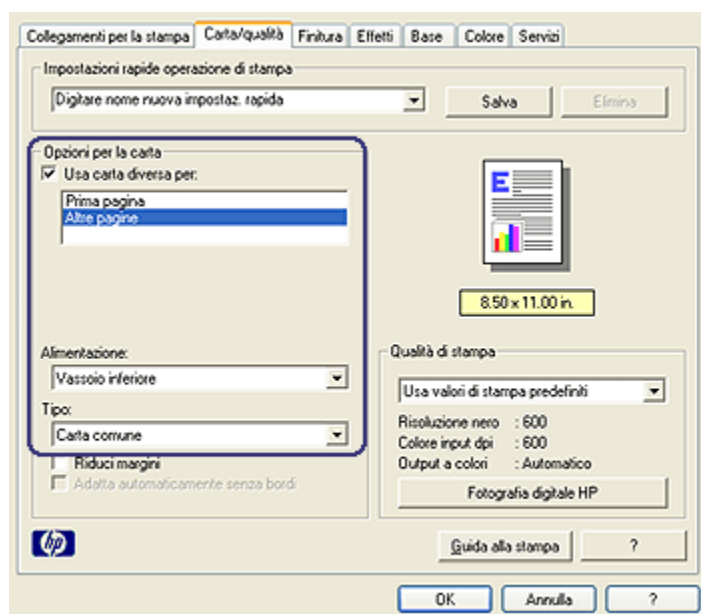 Collegamenti per la stampa Carta/qualità Finitura Effetti Base Colore Servizi
Impostazioni rapide operazione di stampa
Digitare nome nuova impostaz. rapida
Salva
Elimina
Opzioni per la carta
Usa carta diversa per:
Prima pagina
Altre pagine
E
8.50 x 11.00 in.
Alimentazione:
Vassoio inferiore
Tipo:
Carta comune
Riduci margini
Adatta automaticamente senza bordi
Qualità di stampa
Usa valori di stampa predefiniti
Risoluzione nero : 600
Colore input dpi : 600
Output a colori : Automatico
Fotografia digitale HP
hp
Guida alla stampa
?
OK
Annulla
?